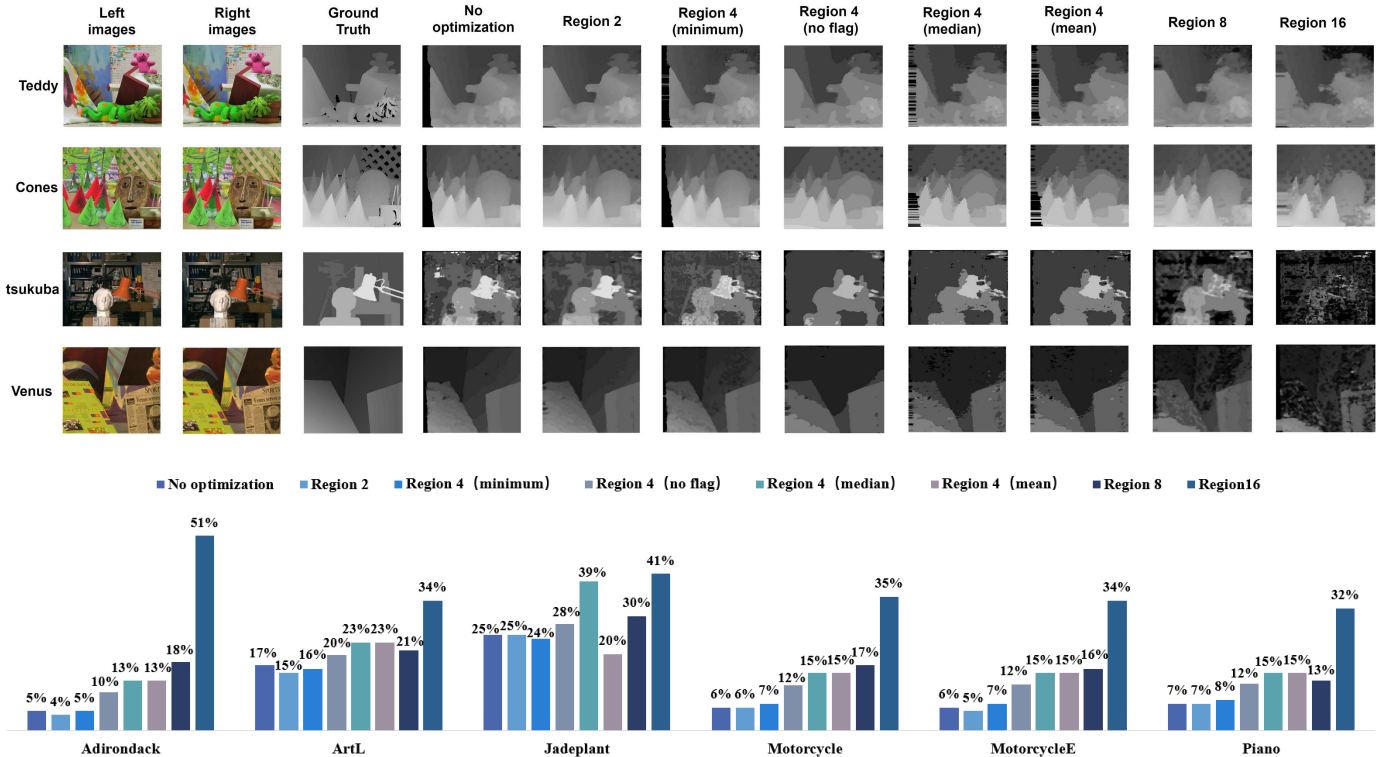 Left images
Right images
Ground Truth
No optimization
Region 2
Region 4 (minimum)
Region 4 (no flag)
Region 4 (median)
Region 4 (mean)
Region 8
Region 16
Teddy
Cones
tsukuba
Venus
No optimization Region 2 Region 4 (minimum) Region 4 (no flag) Region 4 (median) Region 4 (mean) Region 8 Region16
5% 4% 5% 10% 13% 13% 18% 51%
17% 15% 16% 20% 23% 23% 21% 34%
25% 25% 24% 28% 39% 20% 30% 41%
6% 6% 7% 12% 15% 15% 17% 35%
6% 5% 7% 12% 15% 15% 16% 34%
7% 7% 8% 12% 15% 15% 13% 32%
Adirondack ArtL Jadeplant Motorcycle MotorcycleE Piano